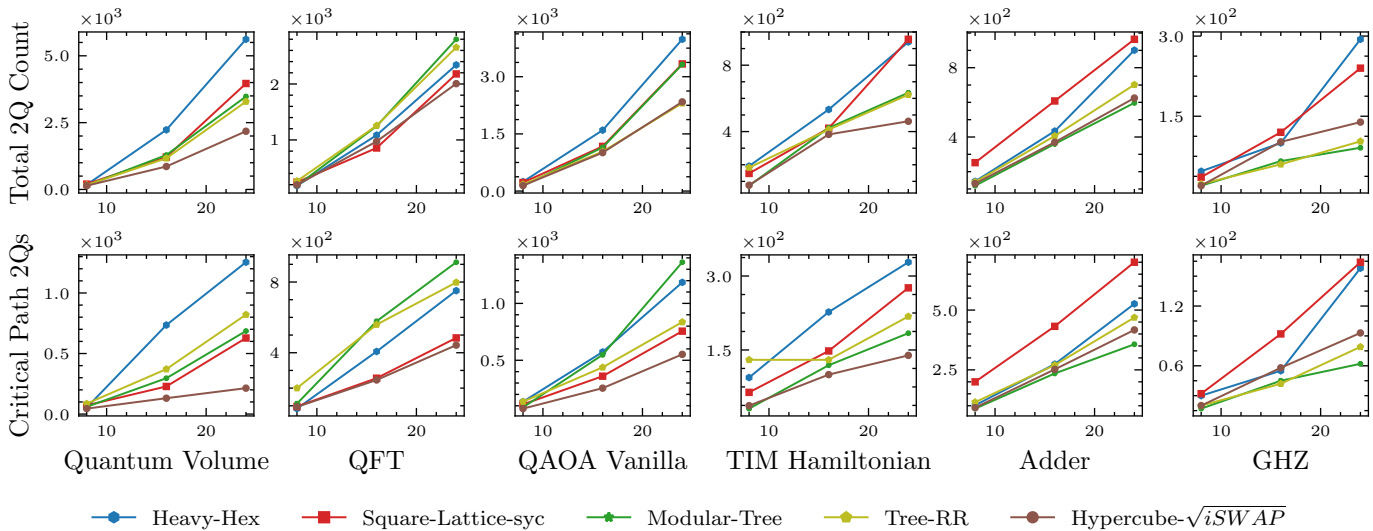 ×10³ ×10³ ×10³ ×10² ×10² ×10²
Total 2Q Count
5.0 2.5 0.0 10 20
2 1 10 20
3.0 1.5 0.0 10 20
8 4 10 20
8 4 10 20
3.0 1.5 10 20
×10³ ×10² ×10³ ×10² ×10² ×10²
Critical Path 2Qs
1.0 0.5 0.0 10 20
8 4 10 20
1.0 0.5 10 20
3.0 1.5 10 20
5.0 2.5 10 20
1.2 0.6 10 20
Quantum Volume QFT QAOA Vanilla TIM Hamiltonian Adder GHZ
Heavy-Hex Square-Lattice-syc Modular-Tree Tree-RR Hypercube-√iSWAP